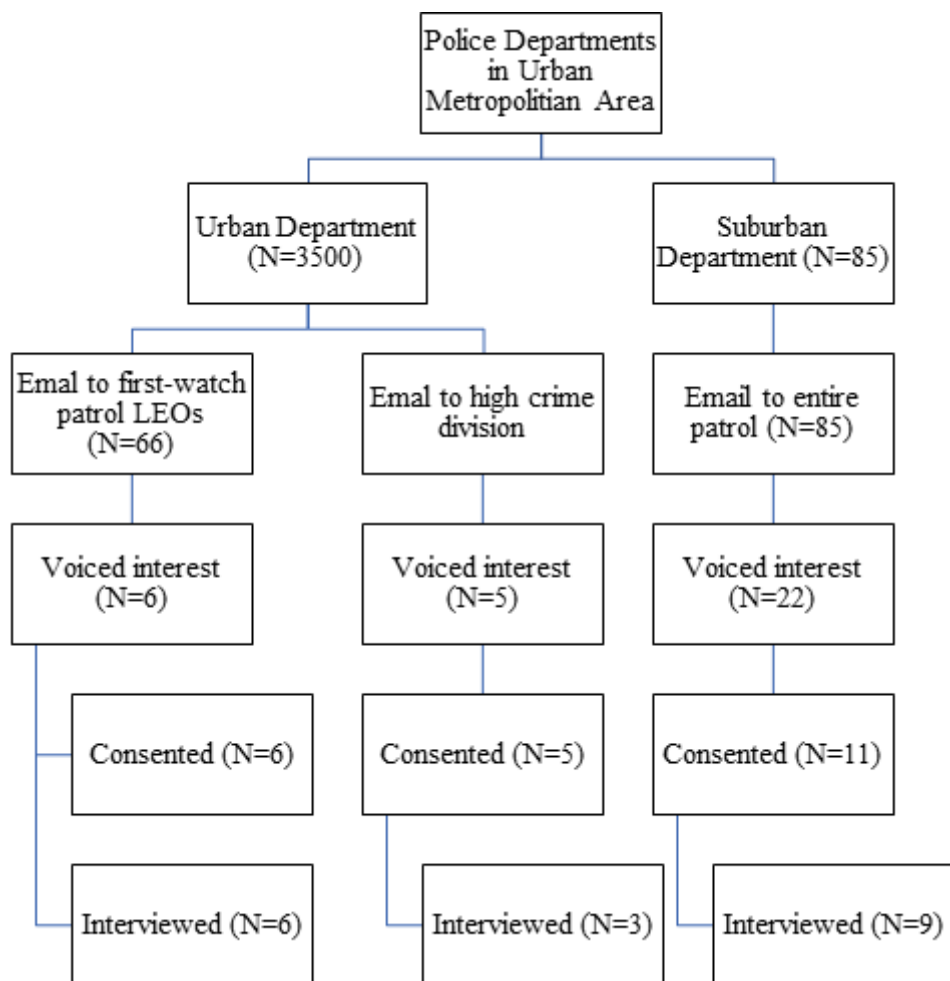 Police Departments
in Urban
Metropolitian Area
Urban Department
(N=3500)
Suburban
Department (N=85)
Emal to first-watch
patrol LEOs
(N=66)
Emal to high crime
division
Email to entire
patrol (N=85)
Voiced interest
(N=6)
Voiced interest
(N=5)
Voiced interest
(N=22)
Consented (N=6)
Consented (N=5)
Consented (N=11)
Interviewed (N=6)
Interviewed (N=3)
Interviewed (N=9)